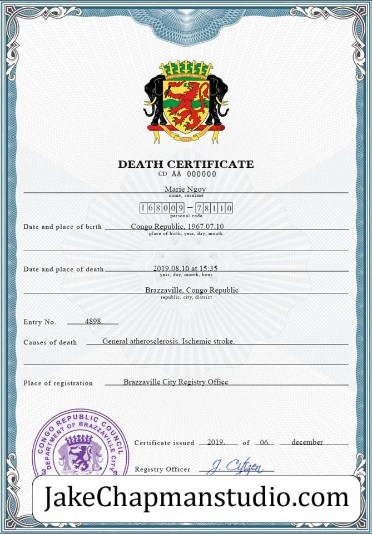 DEATH CERTIFICATE
CD AA 000000
Marie Ngoy
name, surname
168009-78110
personal code
Date and place of birth Congo Republic, 1967.07.10
place of birth, year, day, month
Date and place of death 2019.08.10 at 15:35
year, day, month, hour
Brazzaville, Congo Republic
republic, city, district
Entry No. 4898.
Causes of death General atherosclerosis. Ischemic stroke.
Place of registration Brazzaville City Registry Office
CONGO REPUBLIC COUNCIL
DEPARTMENT OF BRAZZAVILLE CITY
Certificate issued 2019. of 06 december
Registry Officer J. Citizen
JakeChapmanstudio.com